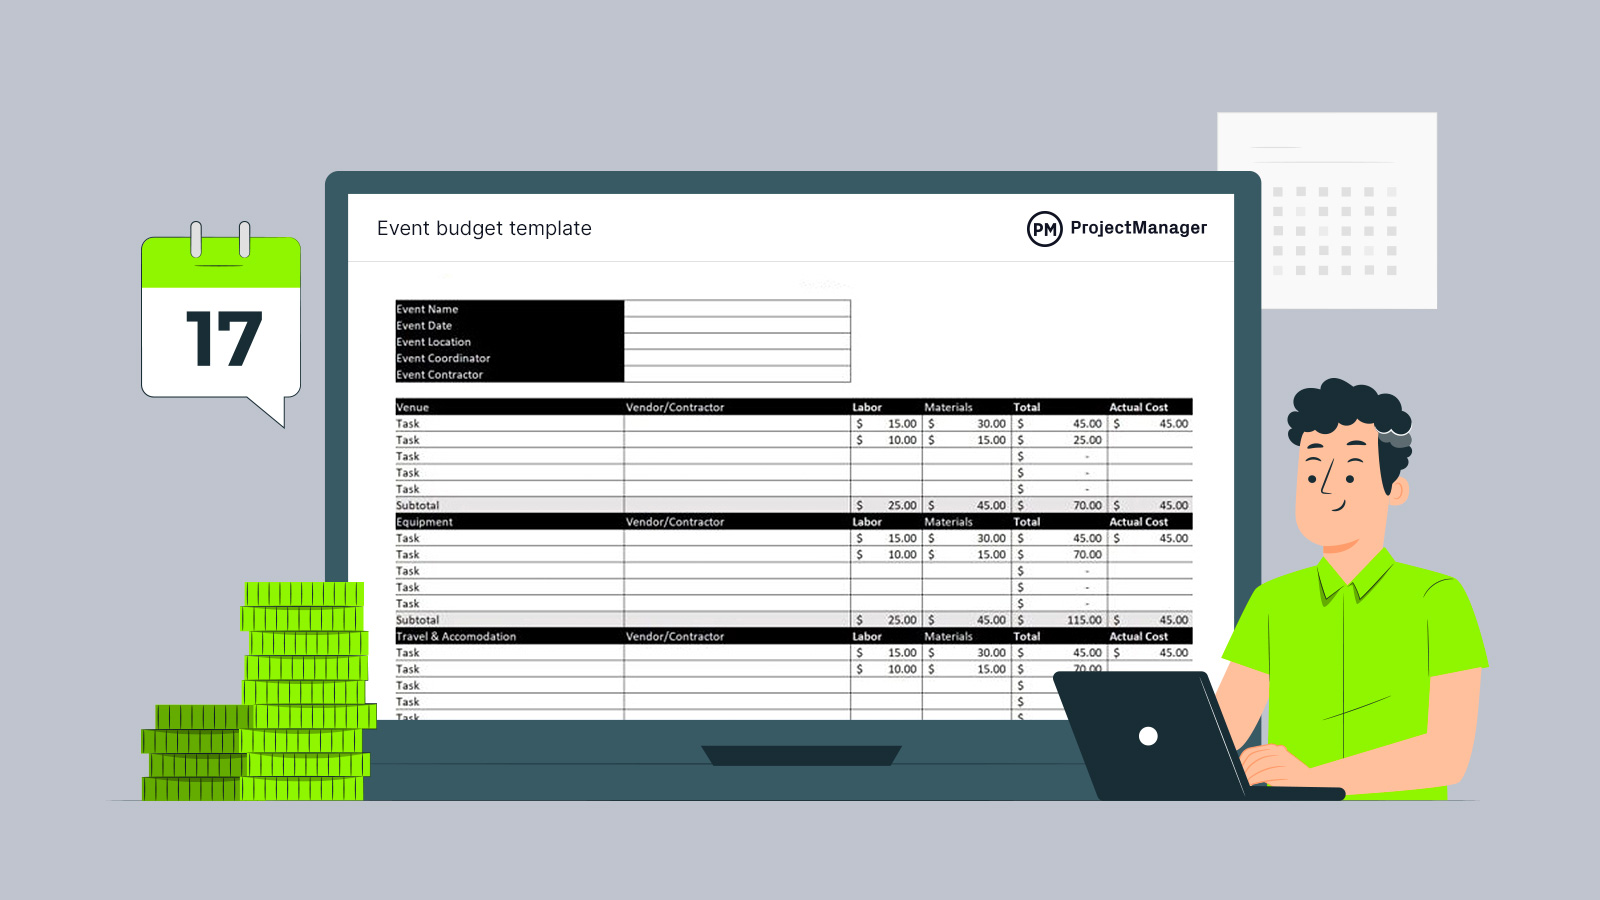 Event budget template
PM ProjectManager
17
Event Name
Event Date
Event Location
Event Coordinator
Event Contractor
Venue Vendor/Contractor Labor Materials Total Actual Cost
Task $ 15.00 $ 30.00 $ 45.00 $ 45.00
Task $ 10.00 $ 15.00 $ 25.00
Task $ -
Task $ -
Task $ -
Subtotal $ 25.00 $ 45.00 $ 70.00 $ 45.00
Equipment Vendor/Contractor Labor Materials Total Actual Cost
Task $ 15.00 $ 30.00 $ 45.00 $ 45.00
Task $ 10.00 $ 15.00 $ 70.00
Task $ -
Task $ -
Task $ -
Subtotal $ 25.00 $ 45.00 $ 115.00 $ 45.00
Travel & Accomodation Vendor/Contractor Labor Materials Total Actual Cost
Task $ 15.00 $ 30.00 $ 45.00 $ 45.00
Task $ 10.00 $ 15.00 $ 70.00
Task $
Task $
Task $